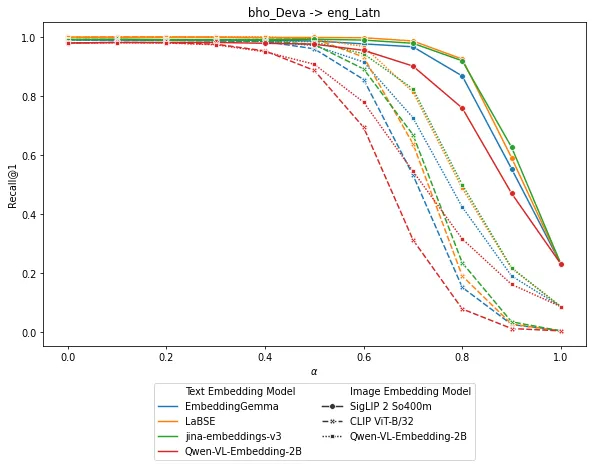 bho_Deva -> eng_Latn
Recall@1
1.0
0.8
0.6
0.4
0.2
0.0
0.0 0.2 0.4 0.6 0.8 1.0
α
Text Embedding Model
EmbeddingGemma
LaBSE
jina-embeddings-v3
Qwen-VL-Embedding-2B
Image Embedding Model
SigLIP 2 So400m
CLIP ViT-B/32
Qwen-VL-Embedding-2B